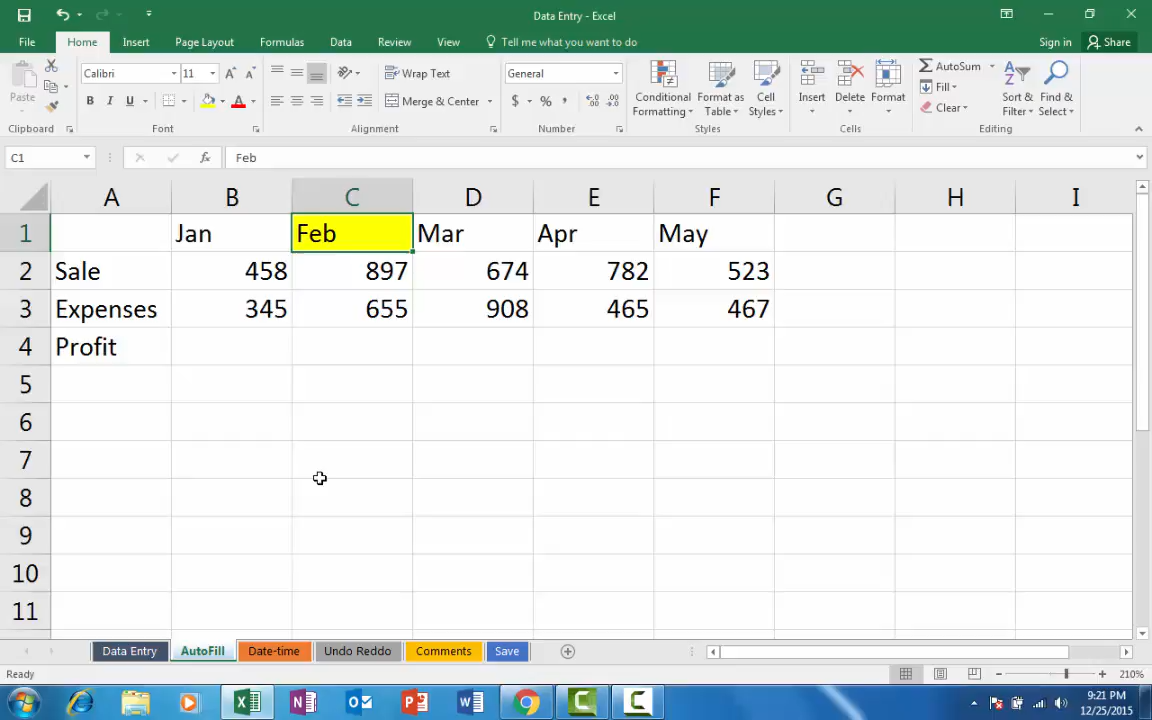 Data Entry - Excel
File Home Insert Page Layout Formulas Data Review View Tell me what you want to do Sign in Share
Paste Calibri 11 Wrap Text General Conditional Formatting Format as Table Cell Styles Insert Delete Format AutoSum Fill Clear Sort & Filter Find & Select
B I U A Merge & Center $ % ,
Clipboard Font Alignment Number Styles Cells Editing
C1 fx Feb
A B C D E F G H I
1 Jan Feb Mar Apr May
2 Sale 458 897 674 782 523
3 Expenses 345 655 908 465 467
4 Profit
5
6
7
8
9
10
11
Data Entry AutoFill Date-time Undo Reddo Comments Save
Ready 210%
9:21 PM
12/25/2015